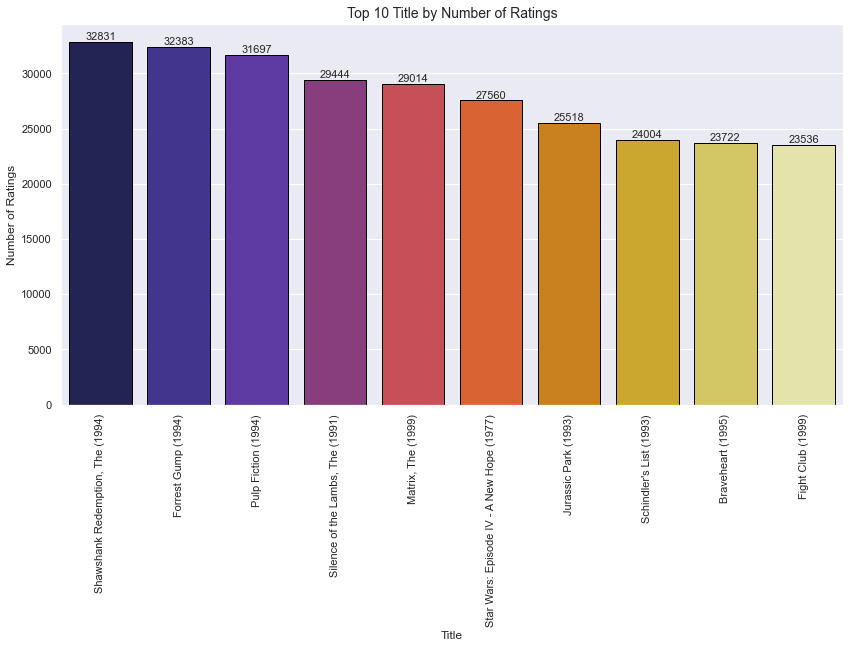 Top 10 Title by Number of Ratings
32831
32383
31697
29444
29014
27560
25518
24004
23722
23536
Number of Ratings
30000
25000
20000
15000
10000
5000
0
Shawshank Redemption, The (1994)
Forrest Gump (1994)
Pulp Fiction (1994)
Silence of the Lambs, The (1991)
Matrix, The (1999)
Star Wars: Episode IV - A New Hope (1977)
Jurassic Park (1993)
Schindler's List (1993)
Braveheart (1995)
Fight Club (1999)
Title